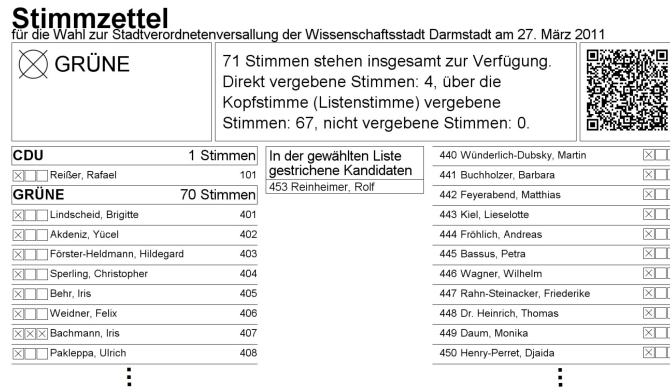 Stimmzettel
für die Wahl zur Stadtverordnetenversallung der Wissenschaftsstadt Darmstadt am 27. März 2011
GRÜNE
71 Stimmen stehen insgesamt zur Verfügung.
Direkt vergebene Stimmen: 4, über die
Kopfstimme (Listenstimme) vergebene
Stimmen: 67, nicht vergebene Stimmen: 0.
CDU 1 Stimmen
Reißer, Rafael 101
GRÜNE 70 Stimmen
Lindscheid, Brigitte 401
Akdeniz, Yücel 402
Förster-Heldmann, Hildegard 403
Sperling, Christopher 404
Behr, Iris 405
Weidner, Felix 406
Bachmann, Iris 407
Pakleppa, Ulrich 408
In der gewählten Liste
gestrichene Kandidaten
453 Reinheimer, Rolf
440 Wünderlich-Dubsky, Martin
441 Buchholzer, Barbara
442 Feyerabend, Matthias
443 Kiel, Lieselotte
444 Fröhlich, Andreas
445 Bassus, Petra
446 Wagner, Wilhelm
447 Rahn-Steinacker, Friederike
448 Dr. Heinrich, Thomas
449 Daum, Monika
450 Henry-Perret, Djaida